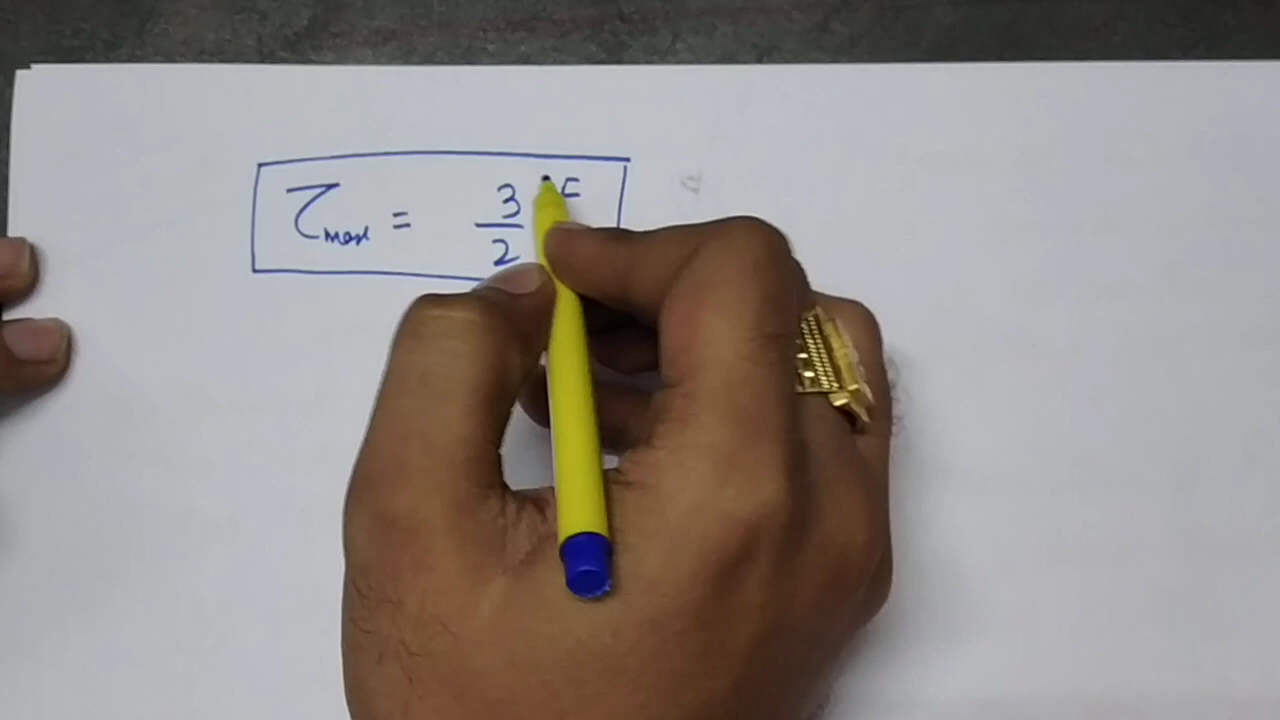 τmax = 3/2 F